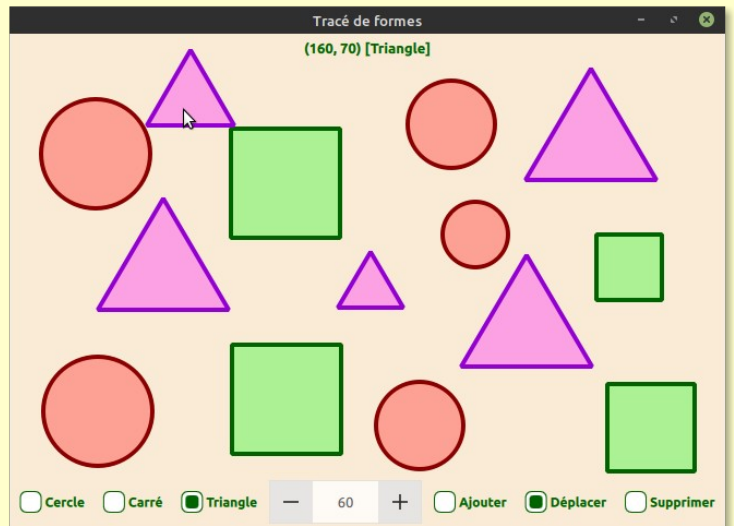 Tracé de formes
(160, 70) [Triangle]
Cercle Carré Triangle — 60 + Ajouter Déplacer Supprimer